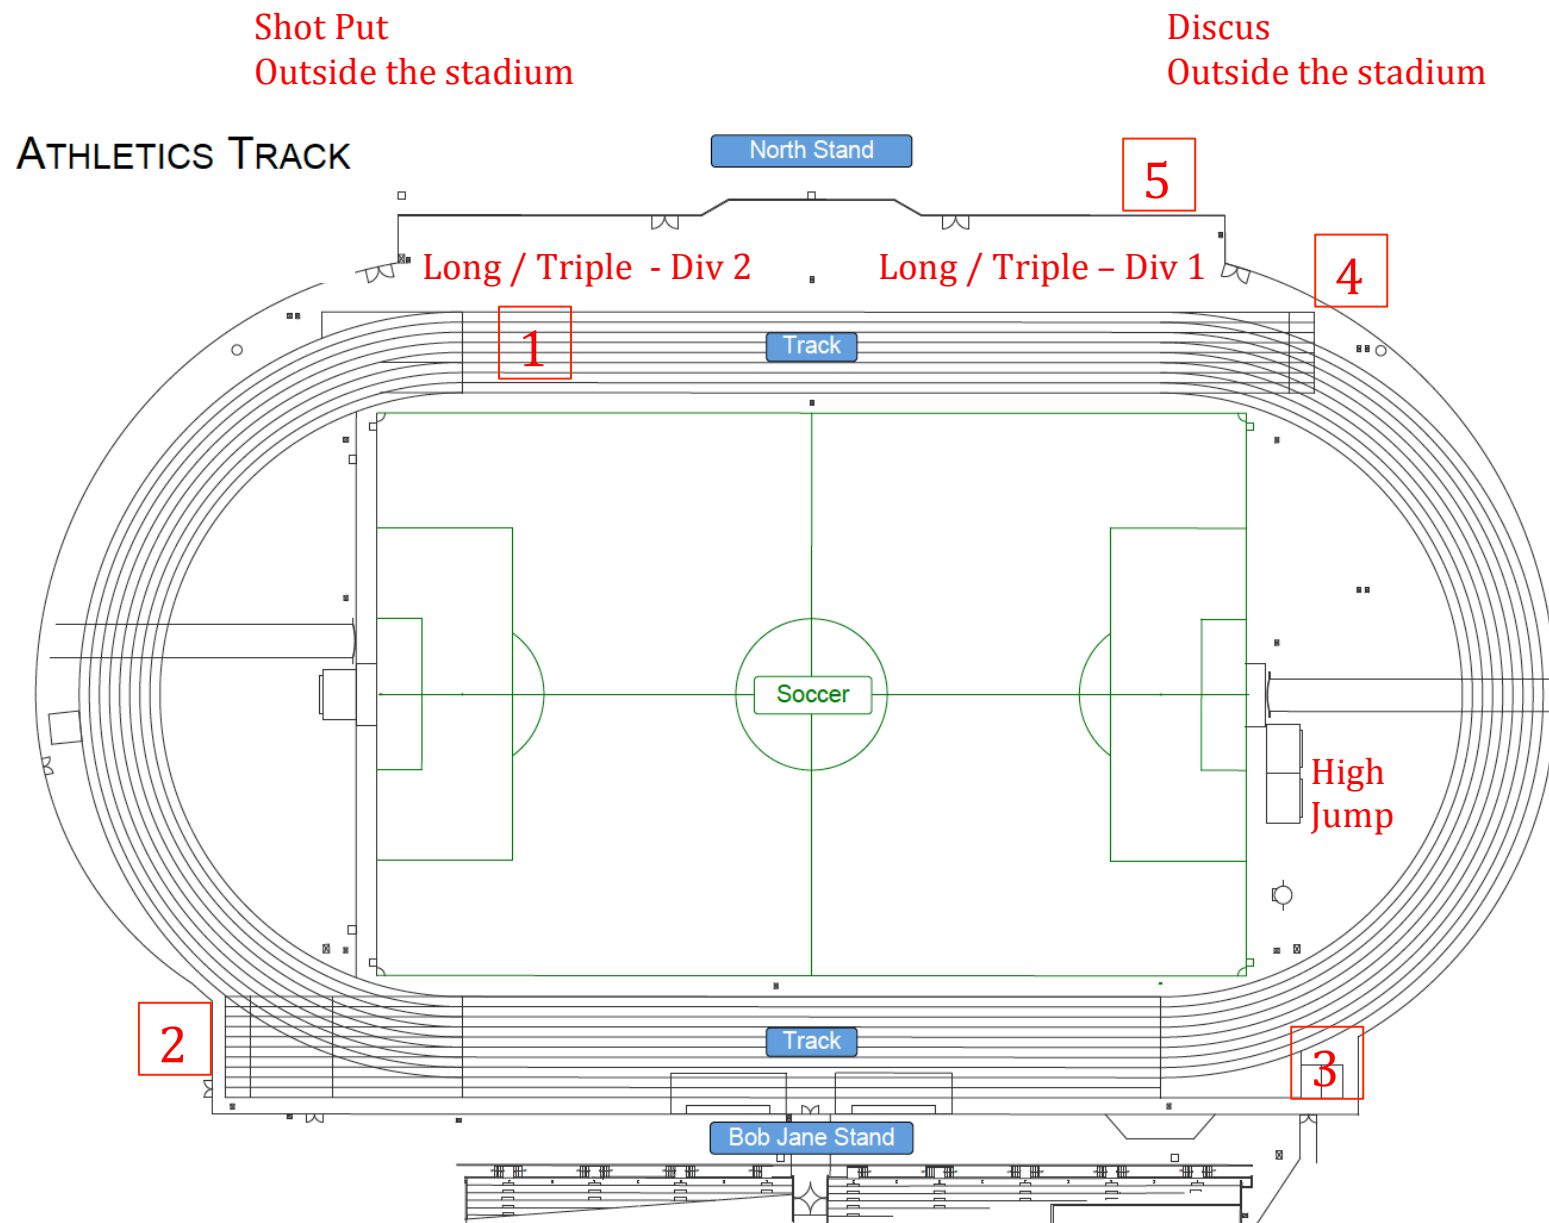 Shot Put
Outside the stadium
Discus
Outside the stadium
ATHLETICS TRACK
North Stand
5
4
Long / Triple  - Div 2
Long / Triple – Div 1
1
Track
Soccer
High
Jump
2
Track
3
Bob Jane Stand